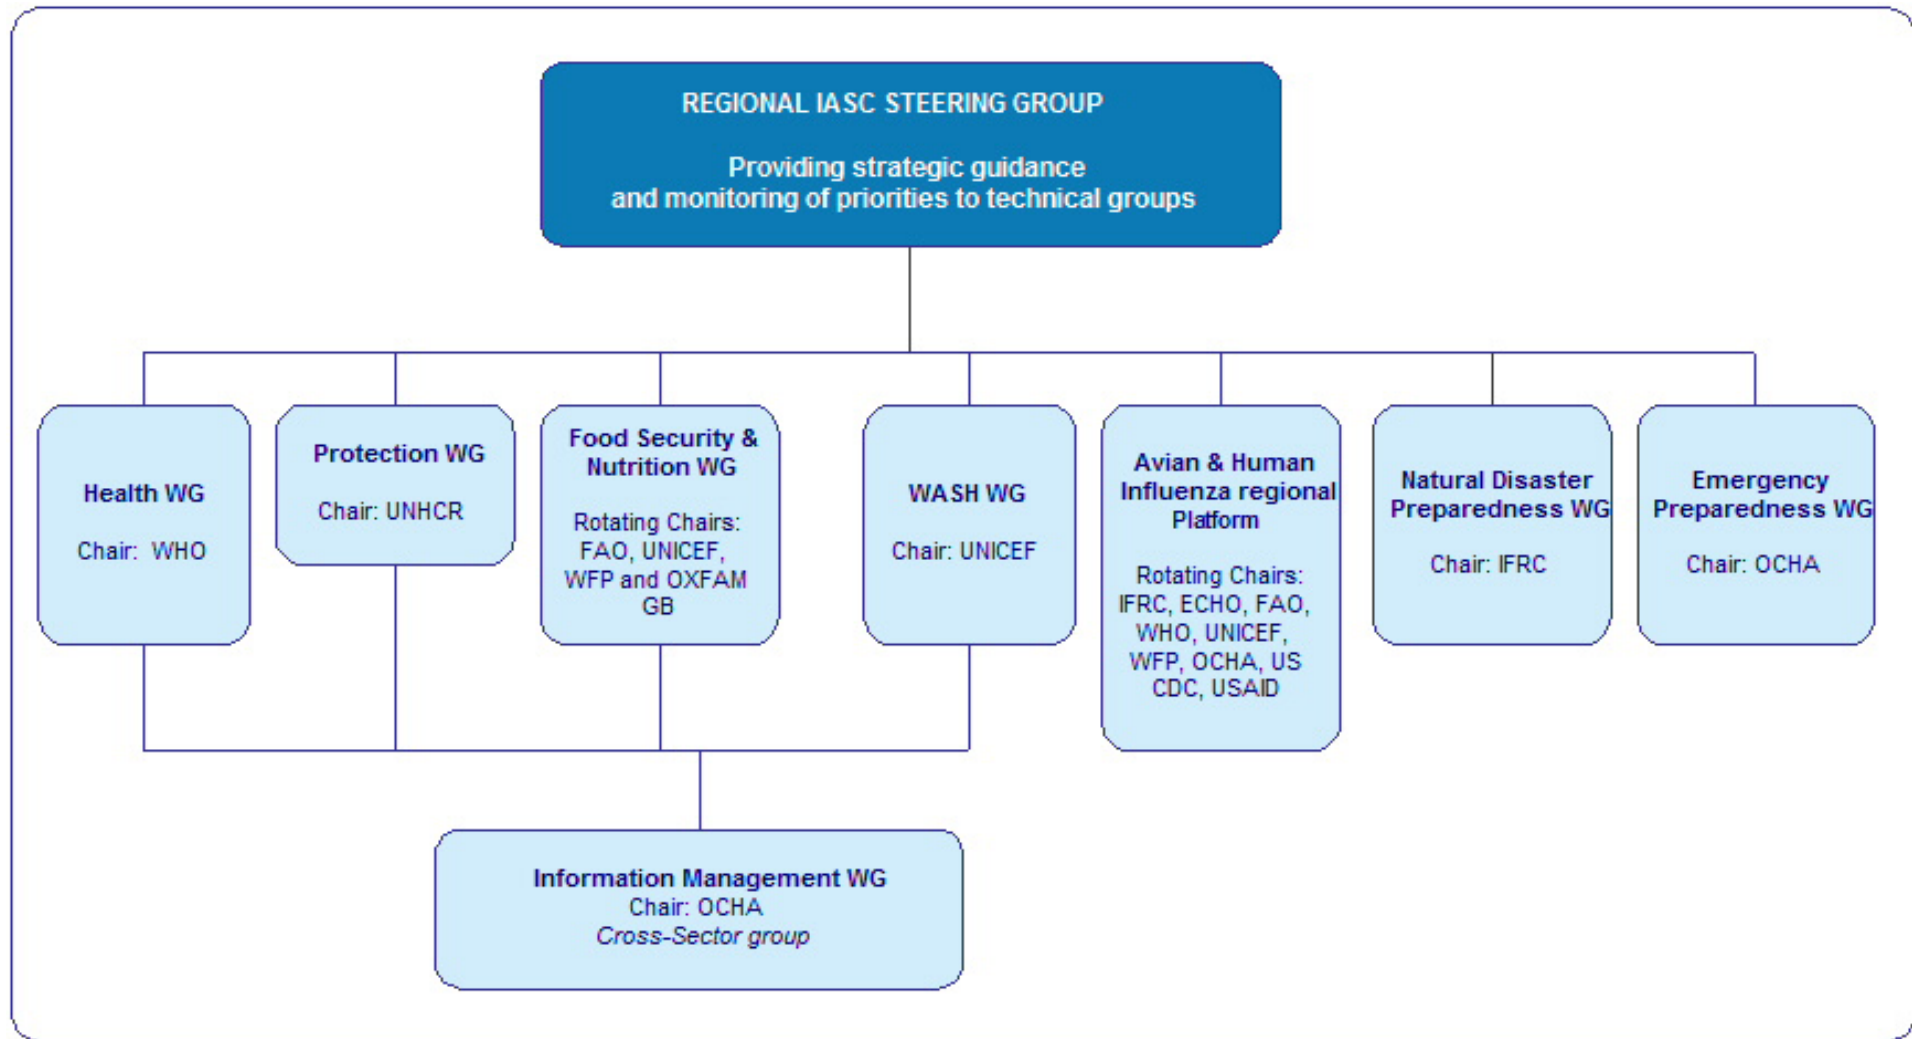 REGIONAL IASC STEERING GROUP
Providing strategic guidance
and monitoring of priorities to technical groups
Health WG
Chair: WHO
Protection WG
Chair: UNHCR
Food Security &
Nutrition WG
Rotating Chairs:
FAO, UNICEF,
WFP and OXFAM
GB
WASH WG
Chair: UNICEF
Avian & Human
Influenza regional
Platform
Rotating Chairs:
IFRC, ECHO, FAO,
WHO, UNICEF,
WFP, OCHA, US
CDC, USAID
Natural Disaster
Preparedness WG
Chair: IFRC
Emergency
Preparedness WG
Chair: OCHA
Information Management WG
Chair: OCHA
Cross-Sector group